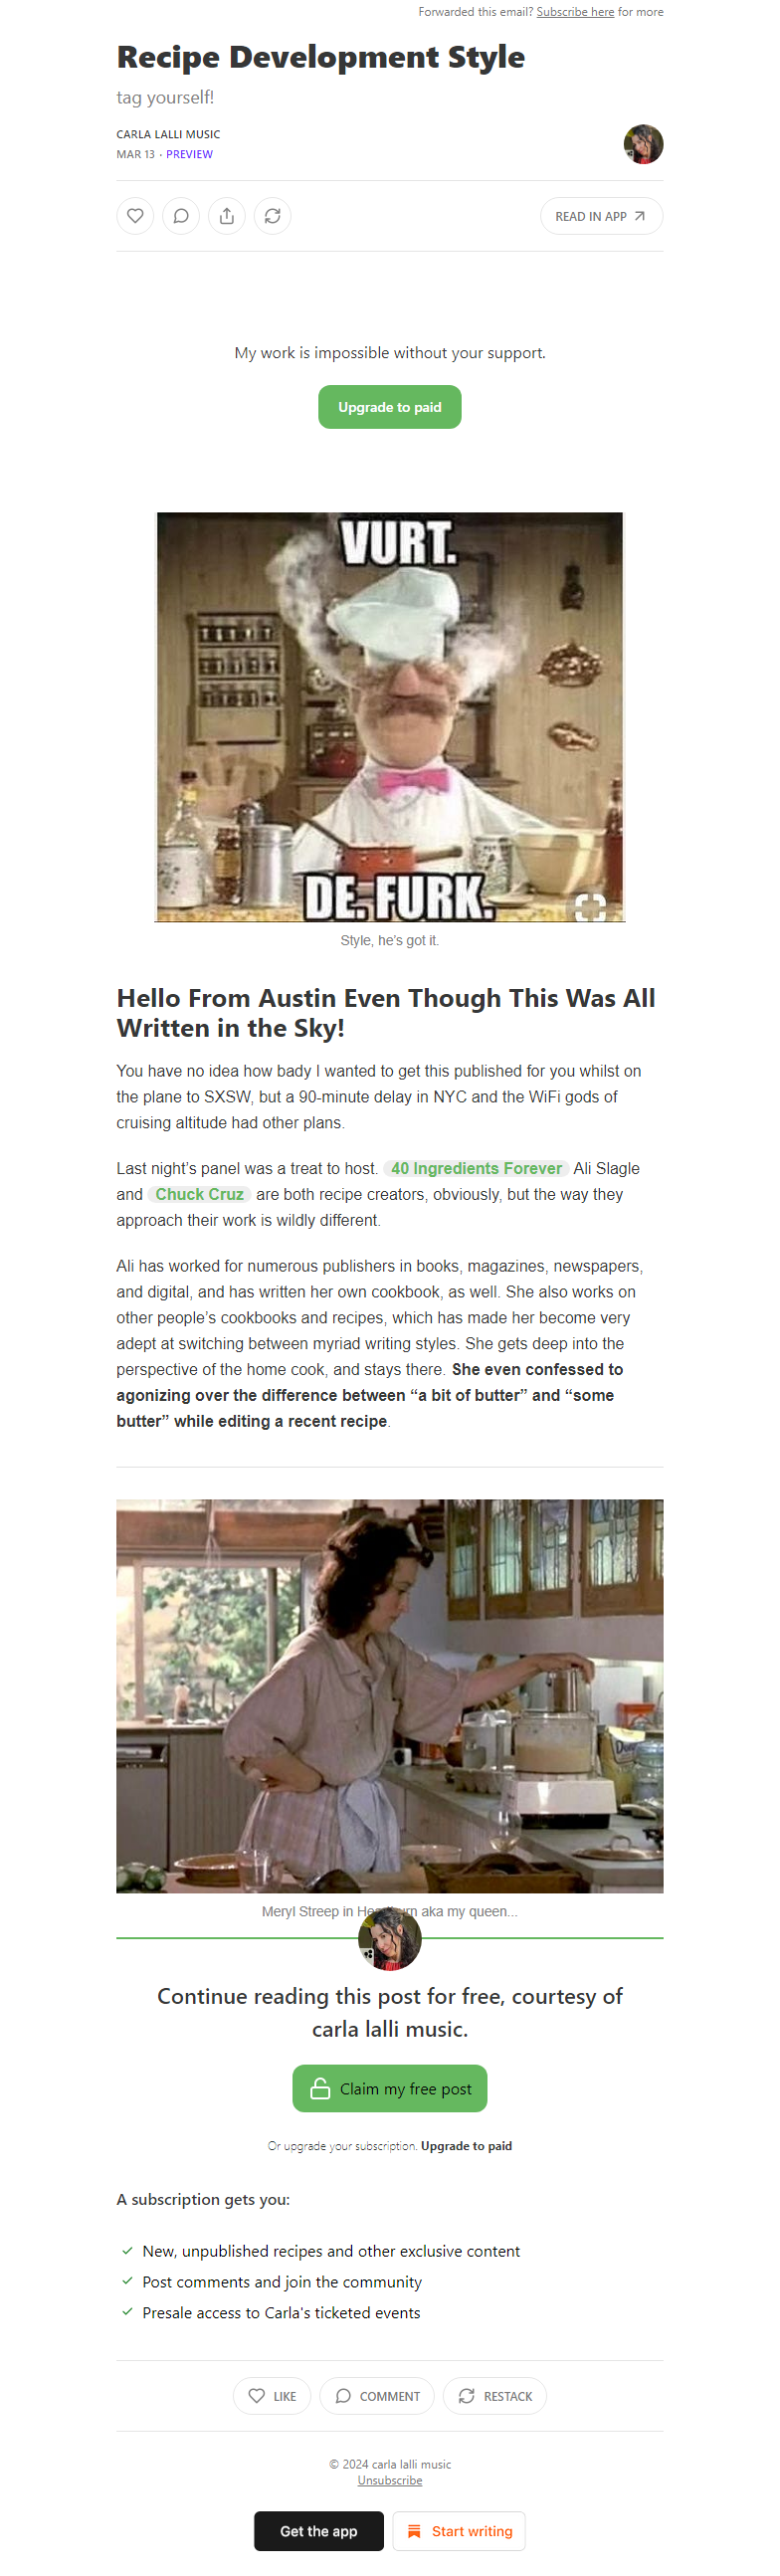 Forwarded this email? Subscribe here for more
Recipe Development Style
tag yourself!
CARLA LALLI MUSIC
MAR 13 · PREVIEW
READ IN APP
My work is impossible without your support.
Upgrade to paid
VURT.
DE. FURK.
Style, he's got it.
Hello From Austin Even Though This Was All
Written in the Sky!
You have no idea how bady I wanted to get this published for you whilst on
the plane to SXSW, but a 90-minute delay in NYC and the WiFi gods of
cruising altitude had other plans.
Last night’s panel was a treat to host. 40 Ingredients Forever Ali Slagle
and Chuck Cruz are both recipe creators, obviously, but the way they
approach their work is wildly different.
Ali has worked for numerous publishers in books, magazines, newspapers,
and digital, and has written her own cookbook, as well. She also works on
other people’s cookbooks and recipes, which has made her become very
adept at switching between myriad writing styles. She gets deep into the
perspective of the home cook, and stays there. She even confessed to
agonizing over the difference between “a bit of butter” and “some
butter” while editing a recent recipe.
Meryl Streep in aka my queen...
Continue reading this post for free, courtesy of
carla lalli music.
Claim my free post
Or upgrade your subscription. Upgrade to paid
A subscription gets you:
New, unpublished recipes and other exclusive content
Post comments and join the community
Presale access to Carla's ticketed events
LIKE
COMMENT
RESTACK
© 2024 carla lalli music
Unsubscribe
Get the app
Start writing